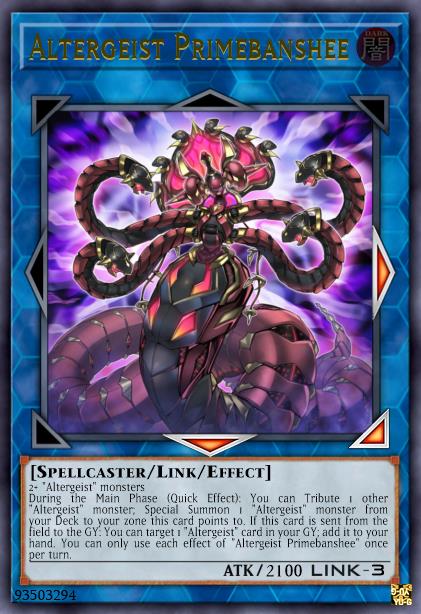 ALTERGEIST PRIMEBANSHEE
DARK
闇
[SPELLCASTER/LINK/EFFECT]
2+ "Altergeist" monsters
During the Main Phase (Quick Effect): You can Tribute 1 other
"Altergeist" monster; Special Summon 1 "Altergeist" monster from
your Deck to your zone this card points to. If this card is sent from the
field to the GY: You can target 1 "Altergeist" card in your GY; add it to your
hand. You can only use each effect of "Altergeist Primebanshee" once
per turn.
ATK/2100 LINK-3
93503294